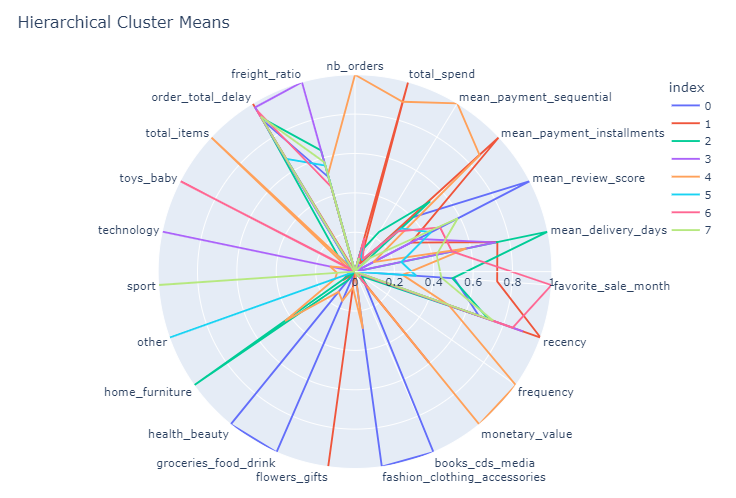 Hierarchical Cluster Means
nb_orders
freight_ratio
total_spend
index
order_total_delay
mean_payment_sequential
0
1
total_items
mean_payment_installments
2
3
toys_baby
mean_review_score
4
5
6
technology
mean_delivery_days
7
0 0.2 0.4 0.6 0.8 1
sport
favorite_sale_month
other
recency
home_furniture
frequency
health_beauty
monetary_value
groceries_food_drink
books_cds_media
flowers_gifts
fashion_clothing_accessories